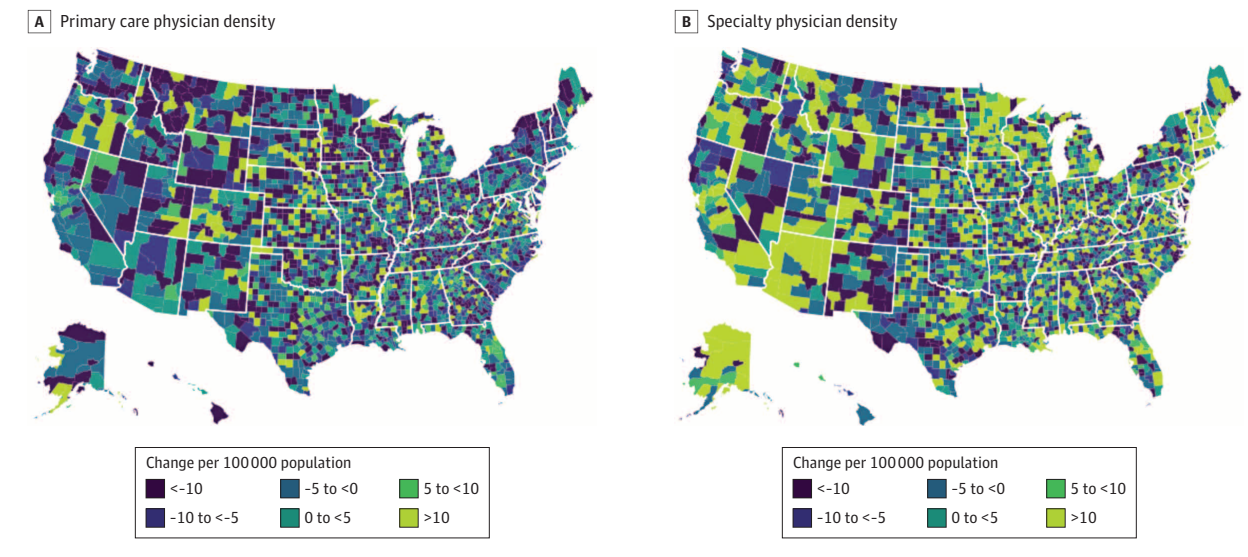 A Primary care physician density
B Specialty physician density
Change per 100 000 population
<-10
-5 to <0
5 to <10
-10 to <-5
0 to <5
>10
Change per 100 000 population
<-10
-5 to <0
5 to <10
-10 to <-5
0 to <5
>10